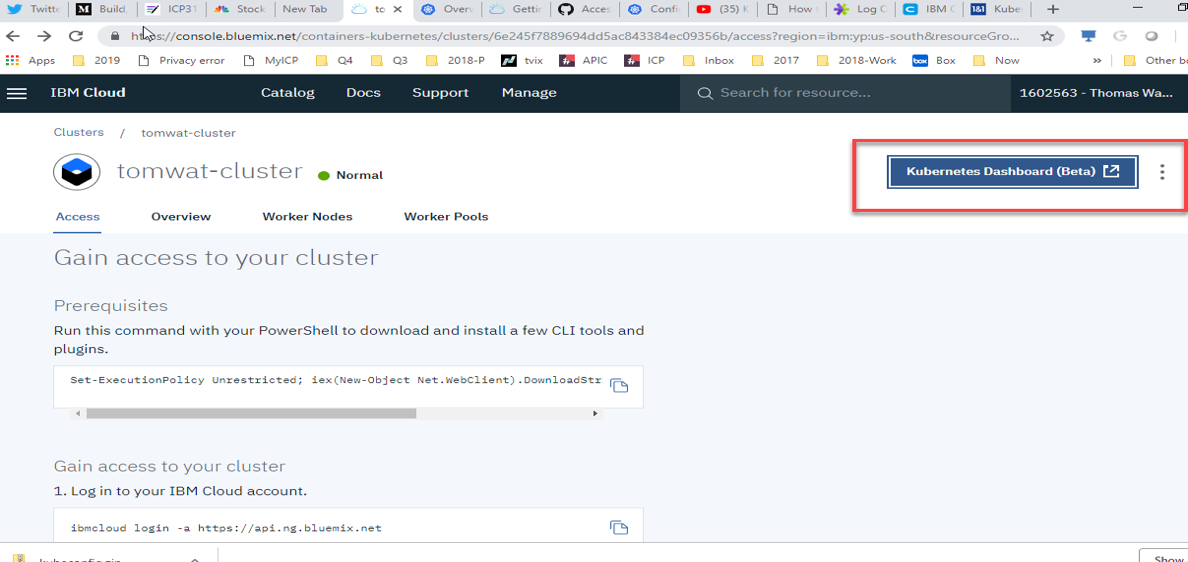 Twitte Build, ICP31 Stock New Tab to Overv Gettin Acces Confi (35) K How Log C IBM C 1&1 Kuber
https://console.bluemix.net/containers-kubernetes/clusters/6e245f7889694dd5ac843384ec09356b/access?region=ibm:yp:us-south&resourceGro...
Apps 2019 Privacy error MyICP Q4 Q3 2018-P tvix APIC ICP Inbox 2017 2018-Work box Box Now » Other bo
IBM Cloud Catalog Docs Support Manage Search for resource... 1602563 - Thomas Wa...
Clusters / tomwat-cluster
tomwat-cluster Normal Kubernetes Dashboard (Beta)
Access Overview Worker Nodes Worker Pools
Gain access to your cluster
Prerequisites
Run this command with your PowerShell to download and install a few CLI tools and
plugins.
Set-ExecutionPolicy Unrestricted; iex(New-Object Net.WebClient).DownloadStr
Gain access to your cluster
1. Log in to your IBM Cloud account.
ibmcloud login -a https://api.ng.bluemix.net
kubeconfig.zip Show